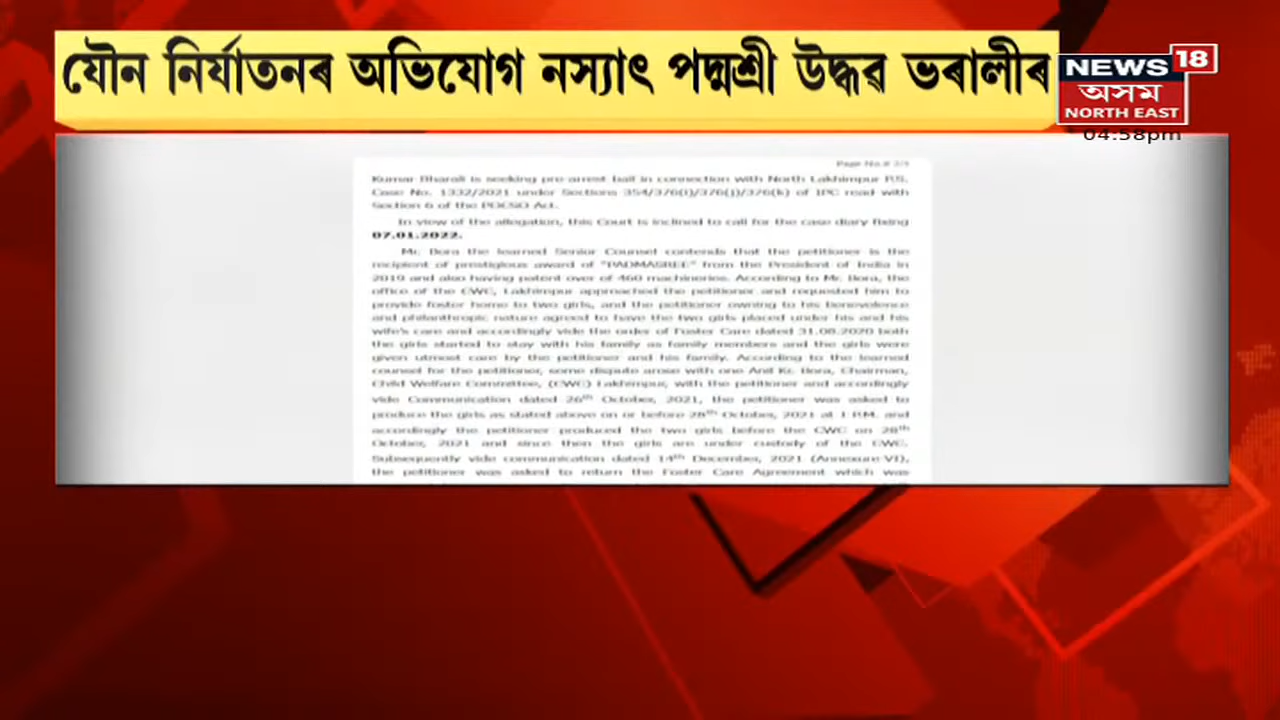 যৌন নিৰ্যাতনৰ অভিযোগ নস্যাৎ পদ্মশ্ৰী উদ্ধৱ ভৰালীৰ
NEWS 18
অসম
NORTH EAST
04:58pm
Page No.# 2/3
Kumar Bharali is seeking pre-arrest bail in connection with North Lakhimpur P.S.
Case No. 1332/2021 under Sections 354/376(i)/376(j)/376(k) of IPC read with
Section 6 of the POCSO Act.
In view of the allegation, this Court is inclined to call for the case diary fixing
07.01.2022.
Mr. Bora the learned Senior Counsel contends that the petitioner is the
recipient of prestigious award of "PADMASREE" from the President of India in
2019 and also having patent over of 460 machineries. According to Mr. Bora, the
office of the CWC, Lakhimpur approached the petitioner and requested him to
provide foster home to two girls, and the petitioner owning to his benevolence
and philanthropic nature agreed to have the two girls placed under his and his
wife's care and accordingly vide the order of Foster Care dated 31.08.2020 both
the girls started to stay with his family as family members and the girls were
given utmost care by the petitioner and his family. According to the learned
counsel for the petitioner, some dispute arose with one Anil Kr. Bora, Chairman,
Child Welfare Committee, (CWC) Lakhimpur, with the petitioner and accordingly
vide Communication dated 26th October, 2021, the petitioner was asked to
produce the girls as stated above on or before 28th October, 2021 at 1 P.M. and
accordingly the petitioner produced the two girls before the CWC on 28th
October, 2021 and since then the girls are under custody of the CWC.
Subsequently vide communication dated 14th December, 2021 (Annexure-VI),
the petitioner was asked to return the Foster Care Agreement which was